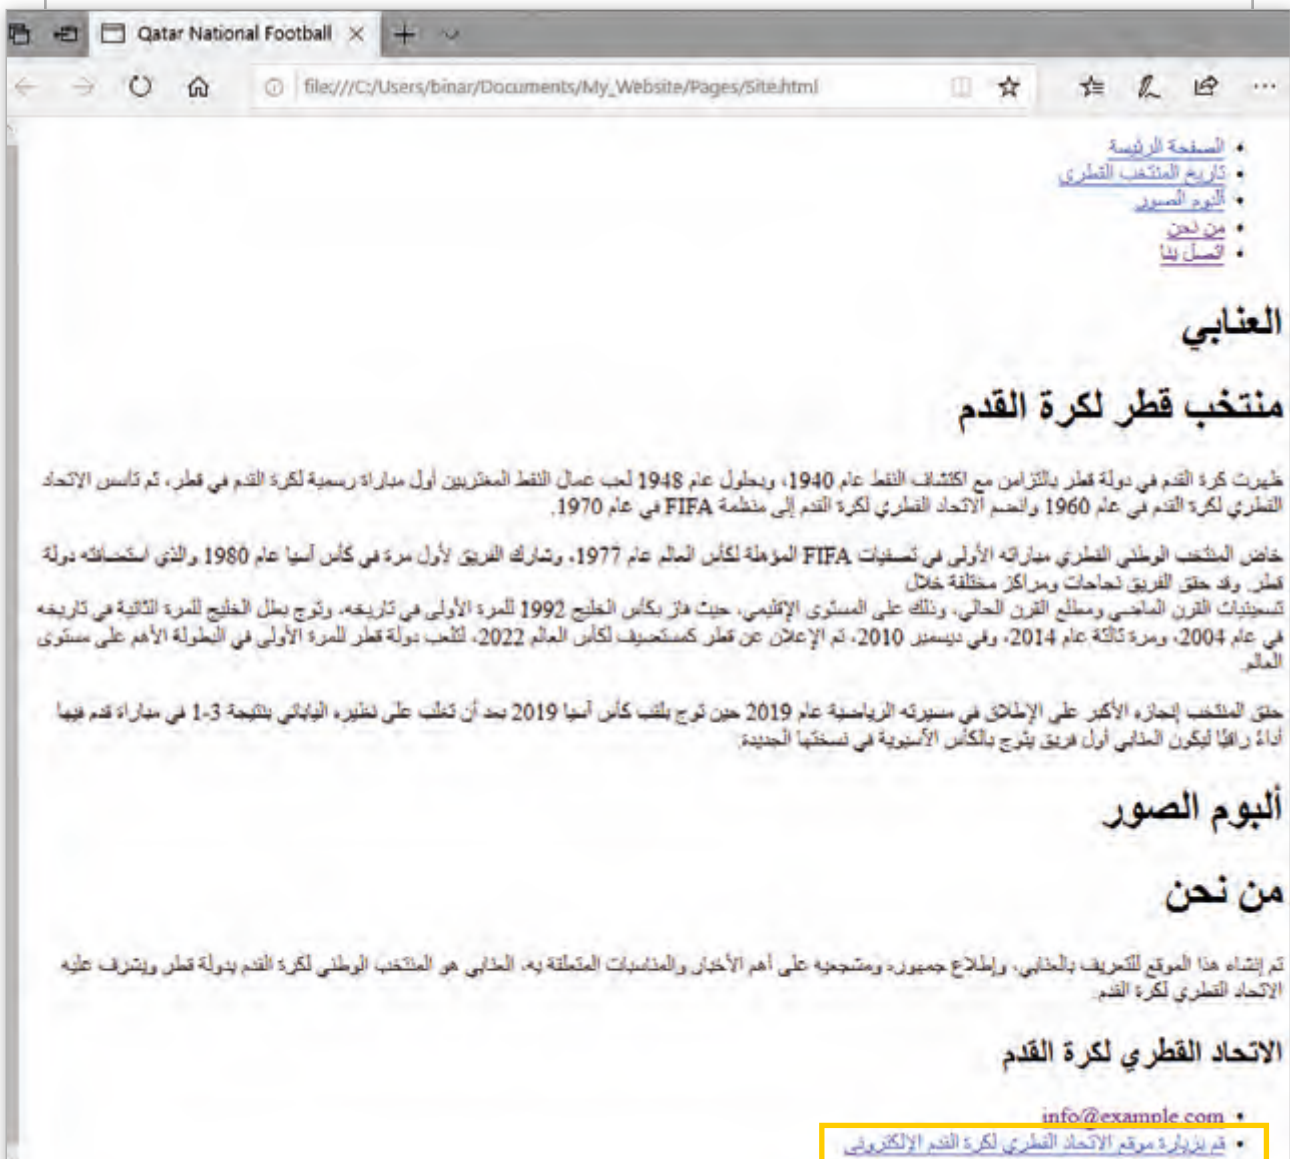 Qatar National Football
file:///C:/Users/binar/Documents/My_Website/Pages/Site.html
الصفحة الرئيسة
تاريخ المنتخب القطري
ألبوم الصور
من نحن
اتصل بنا
العنابي
منتخب قطر لكرة القدم
ظهرت كرة القدم في دولة قطر بالتزامن مع اكتشاف النفط عام 1940، وبحلول عام 1948 لعب عمال النفط المغتربين أول مباراة رسمية لكرة القدم في قطر، ثم تأسس الاتحاد
القطري لكرة القدم في عام 1960 وانضم الاتحاد القطري لكرة القدم إلى منظمة FIFA في عام 1970.
خاض المنتخب الوطني القطري مباراته الأولى في تصفيات FIFA المؤهلة لكأس العالم عام 1977، وشارك الفريق لأول مرة في كأس آسيا عام 1980 والذي استضافته دولة
قطر. وقد حقق الفريق نجاحات ومراكز مختلفة خلال
تسعينيات القرن الماضي ومطلع القرن الحالي، وذلك على المستوى الإقليمي، حيث فاز بكأس الخليج 1992 للمرة الأولى في تاريخه، وتوج بطل الخليج للمرة الثانية في تاريخه
في عام 2004، ومرة ثالثة عام 2014، وفي ديسمبر 2010، تم الإعلان عن قطر كمستضيف لكأس العالم 2022، لتلعب دولة قطر للمرة الأولى في البطولة الأهم على مستوى
العالم.
حقق المنتخب إنجازه الأكبر على الإطلاق في مسيرته الرياضية عام 2019 حين توج بلقب كأس آسيا 2019 بعد أن تغلب على نظيره الياباني بنتيجة 3-1 في مباراة قدم فيها
أداءً راقيًا ليكون العنابي أول فريق يتوج بالكأس الآسيوية في نسختها الجديدة.
ألبوم الصور
من نحن
تم إنشاء هذا الموقع للتعريف بالعنابي، وإطلاع جمهوره ومشجعيه على أهم الأخبار والمناسبات المتعلقة به، العنابي هو المنتخب الوطني لكرة القدم بدولة قطر ويشرف عليه
الاتحاد القطري لكرة القدم.
الاتحاد القطري لكرة القدم
info@example.com
قم بزيارة موقع الاتحاد القطري لكرة القدم الإلكتروني